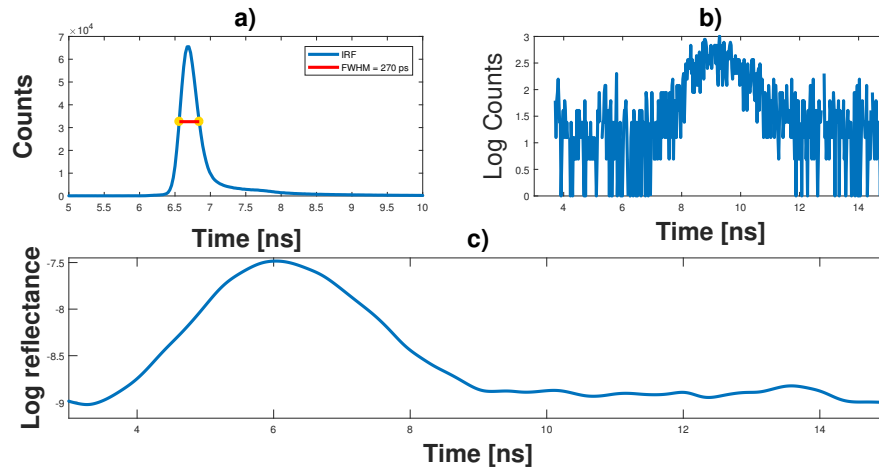 a)
× 10⁴
7
6
5
4
3
2
1
0
Counts
IRF
FWHM = 270 ps
5 5.5 6 6.5 7 7.5 8 8.5 9 9.5 10
Time [ns]
b)
3
2.5
2
1.5
1
0.5
0
Log Counts
4 6 8 10 12 14
Time [ns]
c)
-7.5
-8
-8.5
-9
Log reflectance
4 6 8 10 12 14
Time [ns]